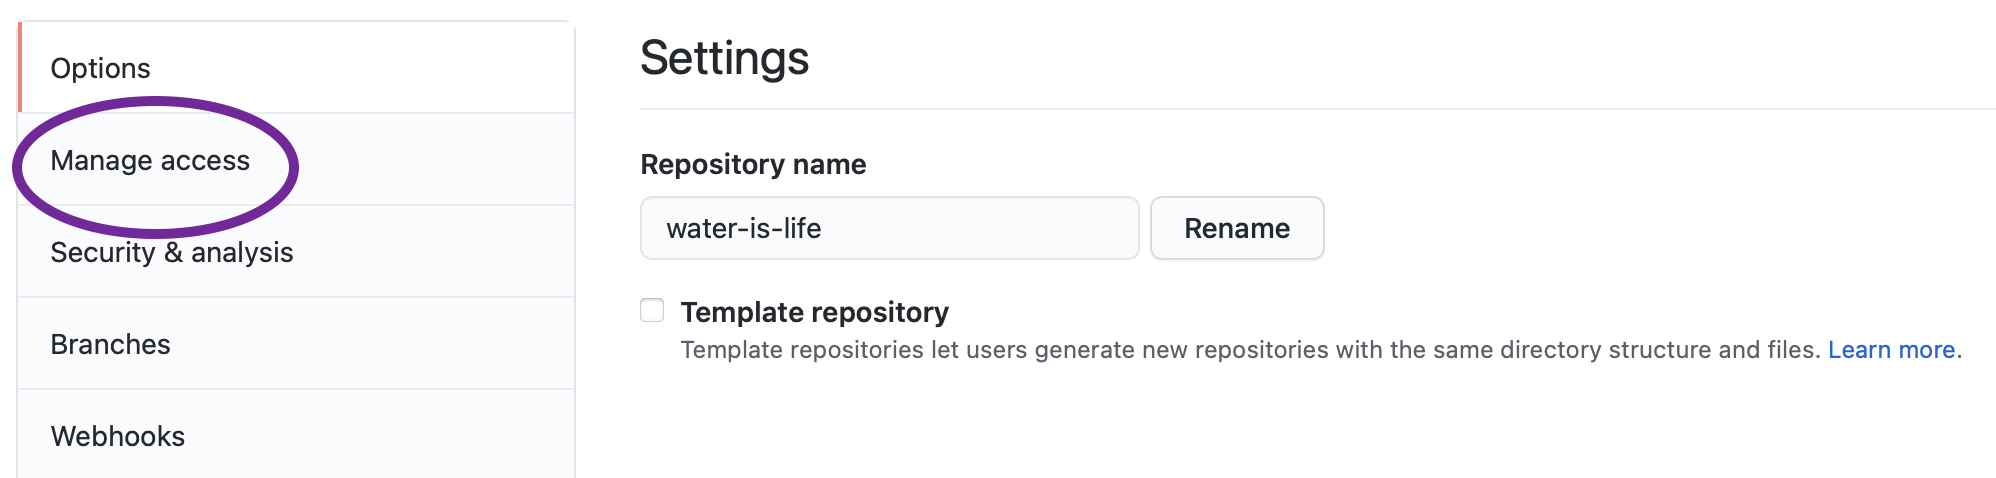 Options
Manage access
Security & analysis
Branches
Webhooks
Settings
Repository name
water-is-life
Rename
Template repository
Template repositories let users generate new repositories with the same directory structure and files. Learn more.